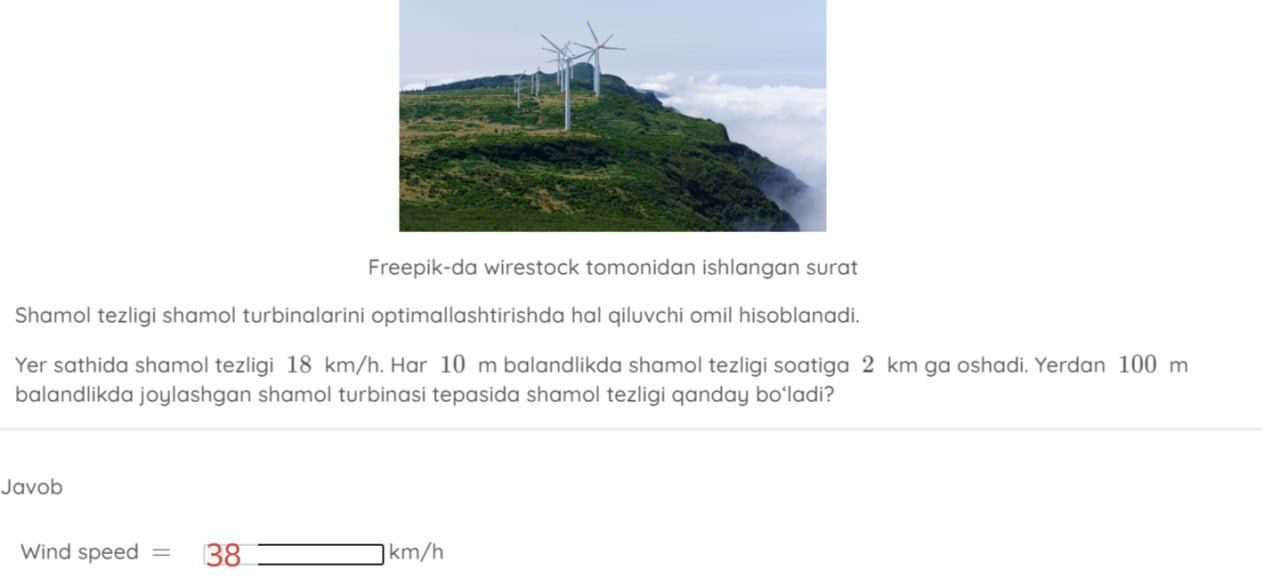 Freepik-da wirestock tomonidan ishlangan surat
Shamol tezligi shamol turbinalarini optimallashtirishda hal qiluvchi omil hisoblanadi.
Yer sathida shamol tezligi 18 km/h. Har 10 m balandlikda shamol tezligi soatiga 2 km ga oshadi. Yerdan 100 m
balandlikda joylashgan shamol turbinasi tepasida shamol tezligi qanday bo‘ladi?
Javob
Wind speed = 38 km/h